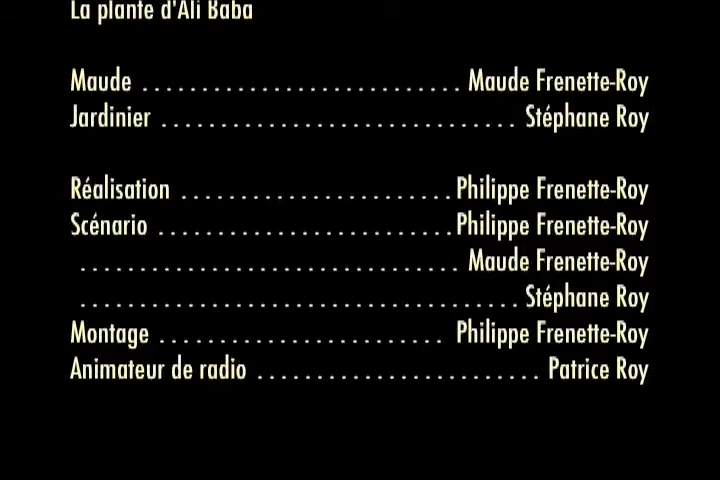 La plante d'Ali Baba
Maude . . . . . . . . . . . . . . . . . . . . . . . . . . . Maude Frenette-Roy
Jardinier . . . . . . . . . . . . . . . . . . . . . . . . . . . . . . Stéphane Roy
Réalisation . . . . . . . . . . . . . . . . . . . . . . . Philippe Frenette-Roy
Scénario . . . . . . . . . . . . . . . . . . . . . . . . . Philippe Frenette-Roy
. . . . . . . . . . . . . . . . . . . . . . . . . . . . . . . . Maude Frenette-Roy
. . . . . . . . . . . . . . . . . . . . . . . . . . . . . . . . . . . . . Stéphane Roy
Montage . . . . . . . . . . . . . . . . . . . . . . . . Philippe Frenette-Roy
Animateur de radio . . . . . . . . . . . . . . . . . . . . . . . . Patrice Roy